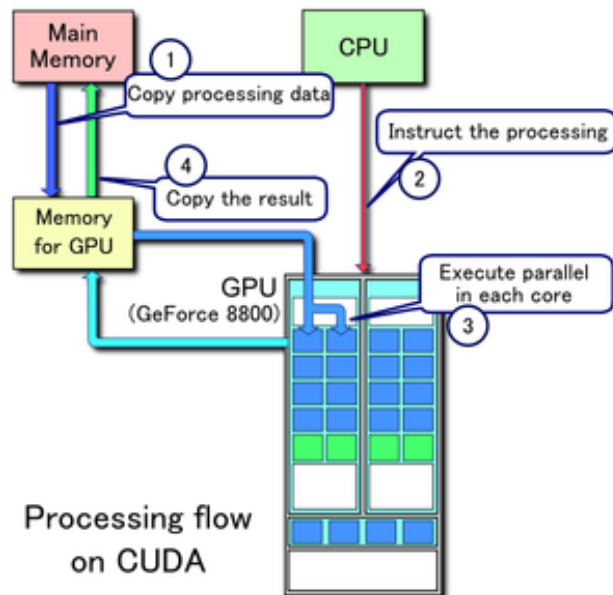 Main
Memory
CPU
1
Copy processing data
Instruct the processing
2
4
Copy the result
Memory
for GPU
GPU
(GeForce 8800)
Execute parallel
in each core
3
Processing flow
on CUDA